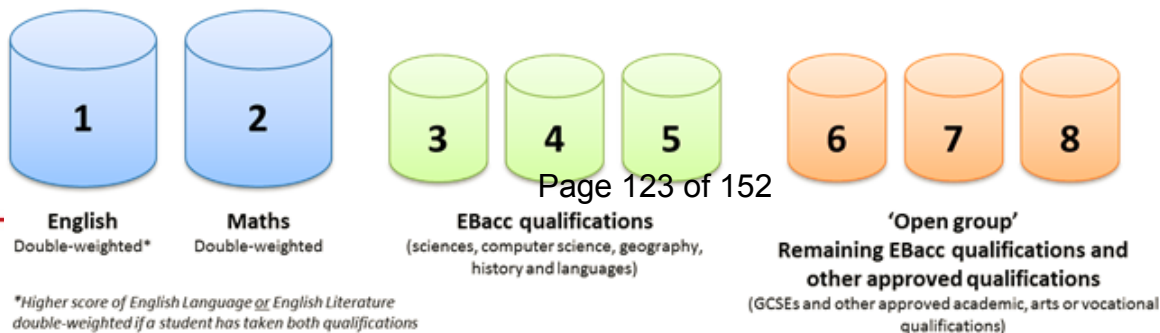 1
2
3
4
5
6
7
8
Page 123 of 152
English
Double-weighted*
Maths
Double-weighted
EBacc qualifications
(sciences, computer science, geography,
history and languages)
‘Open group’
Remaining EBacc qualifications and
other approved qualifications
(GCSEs and other approved academic, arts or vocational
qualifications)
*Higher score of English Language or English Literature
double-weighted if a student has taken both qualifications